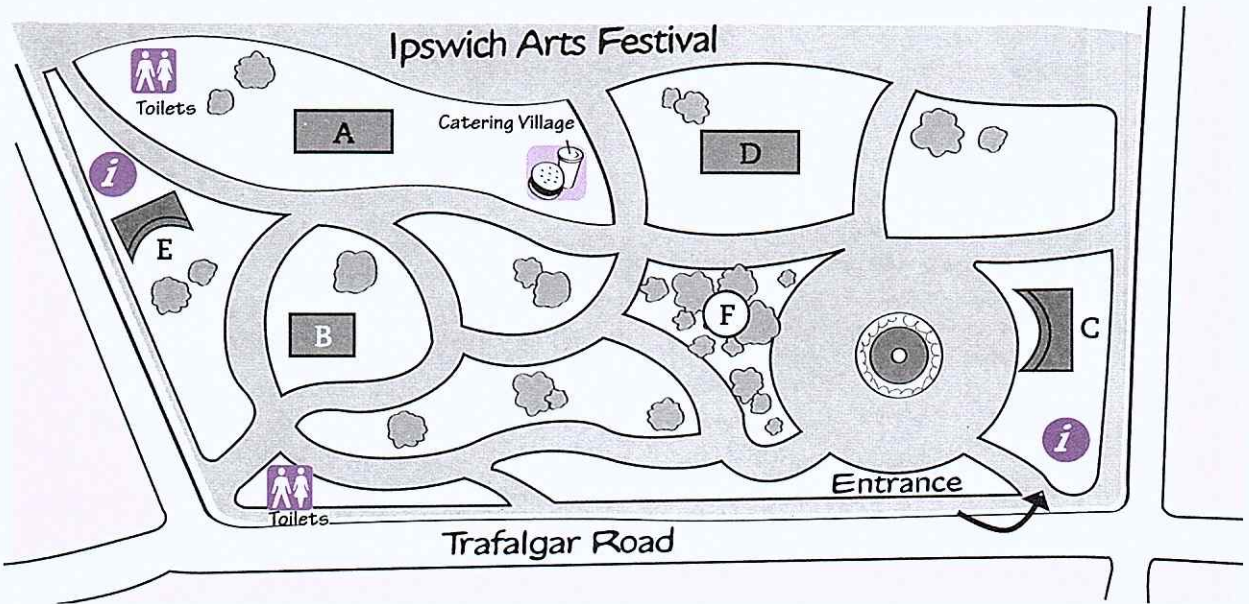 Ipswich Arts Festival
Toilets
A
Catering Village
D
i
E
B
F
C
i
Entrance
Toilets
Trafalgar Road